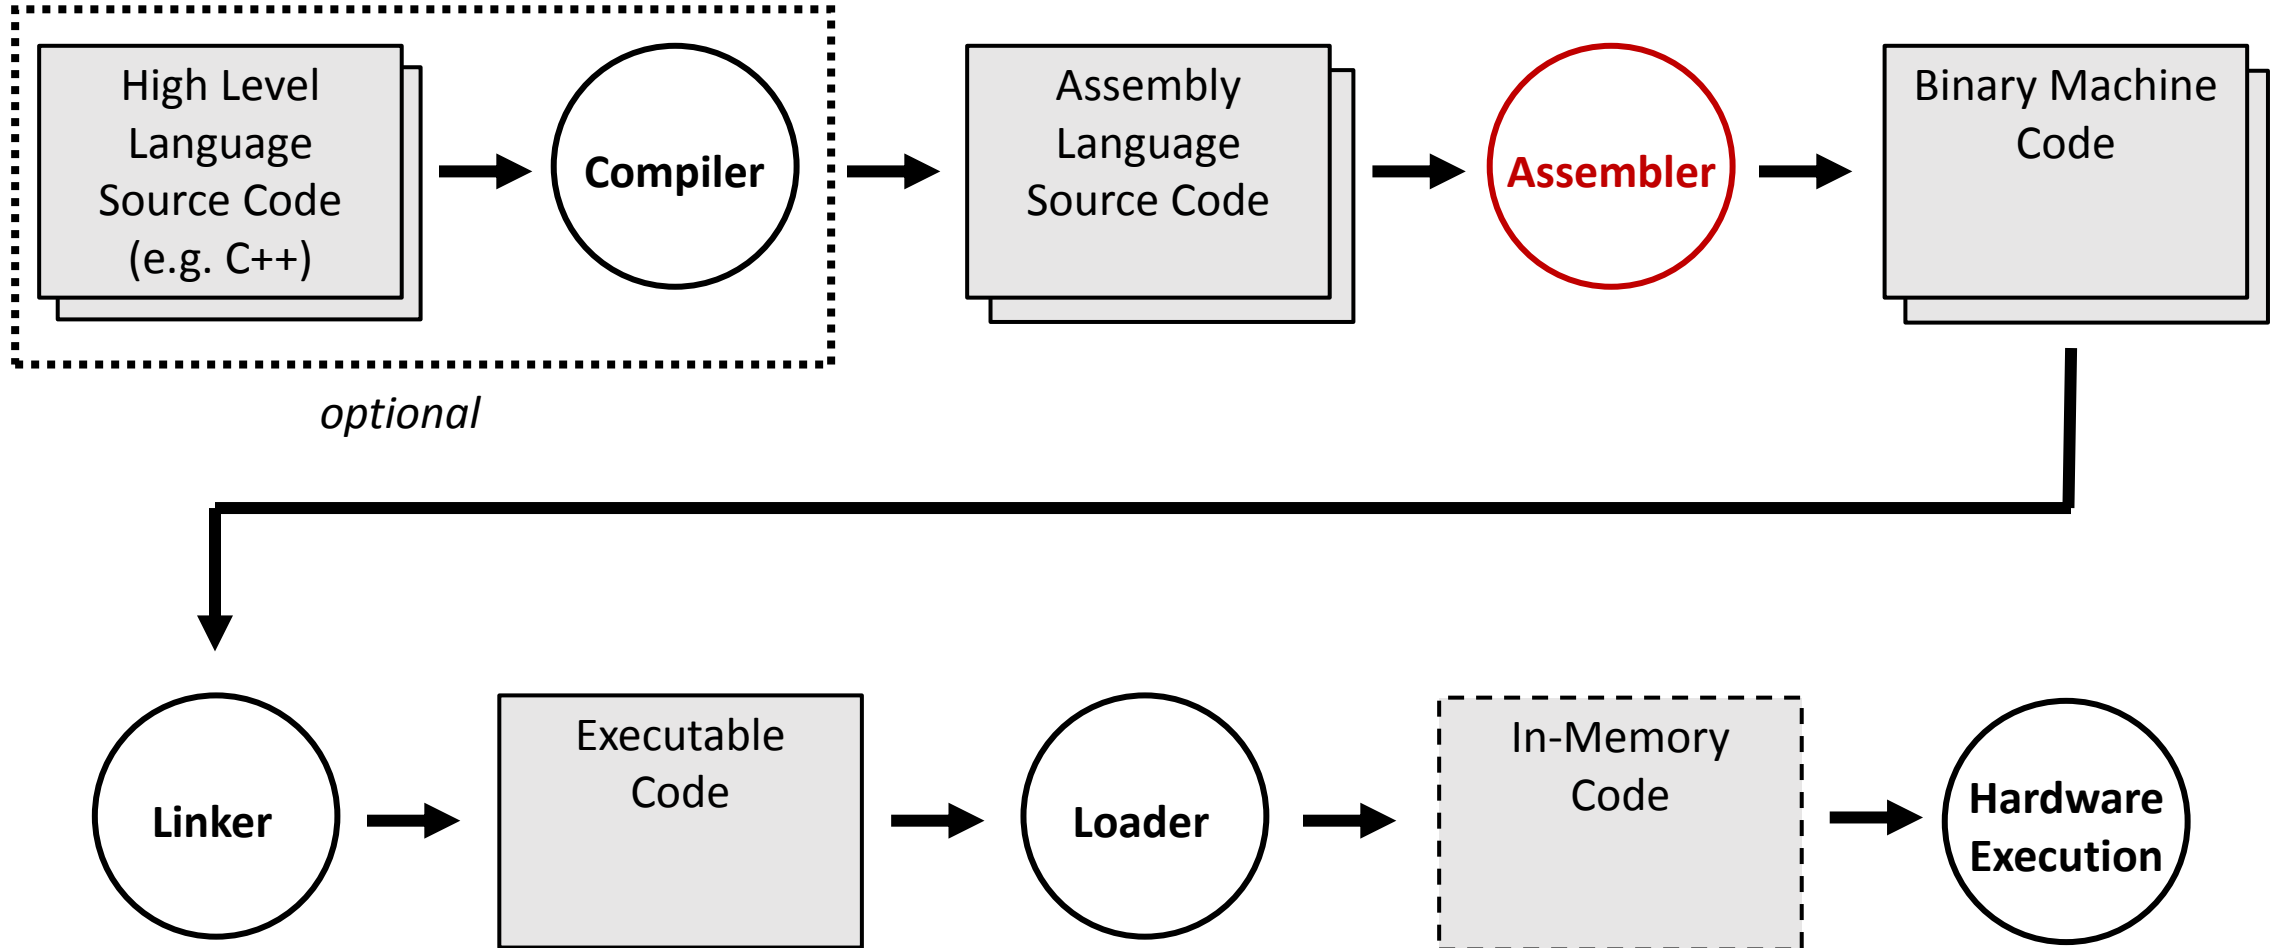 High Level
Language
Source Code
(e.g. C++)
Compiler
Assembly
Language
Source Code
Assembler
Binary Machine
Code
optional
Linker
Executable
Code
Loader
In-Memory
Code
Hardware
Execution